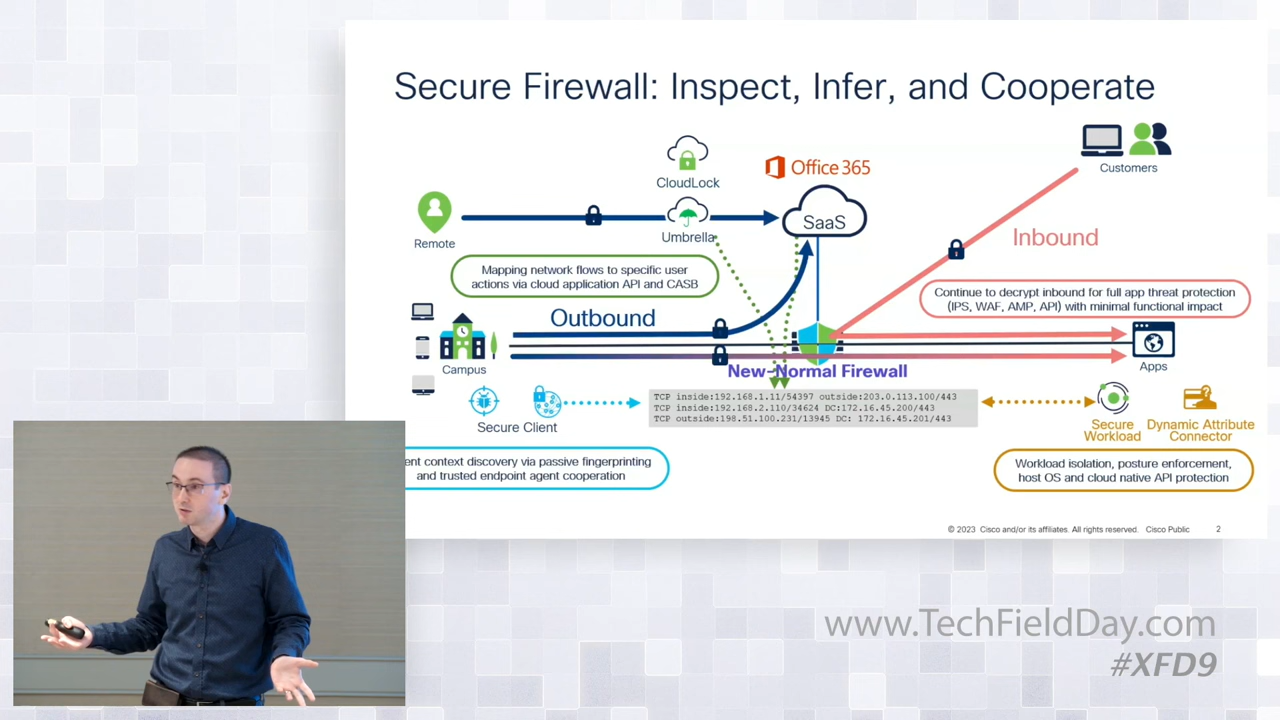 Secure Firewall: Inspect, Infer, and Cooperate
Customers
CloudLock
Office 365
SaaS
Remote
Umbrella
Inbound
Mapping network flows to specific user
actions via cloud application API and CASB
Continue to decrypt inbound for full app threat protection
(IPS, WAF, AMP, API) with minimal functional impact
Outbound
Campus
New-Normal Firewall
Apps
TCP inside:192.168.1.11/54397 outside:203.0.113.100/443
TCP inside:192.168.2.110/34624 DC:172.16.45.200/443
TCP outside:198.51.100.231/13945 DC: 172.16.45.201/443
Secure Client
Secure
Workload
Dynamic Attribute
Connector
ent context discovery via passive fingerprinting
and trusted endpoint agent cooperation
Workload isolation, posture enforcement,
host OS and cloud native API protection
© 2023 Cisco and/or its affiliates. All rights reserved. Cisco Public 2
www.TechFieldDay.com
#XFD9